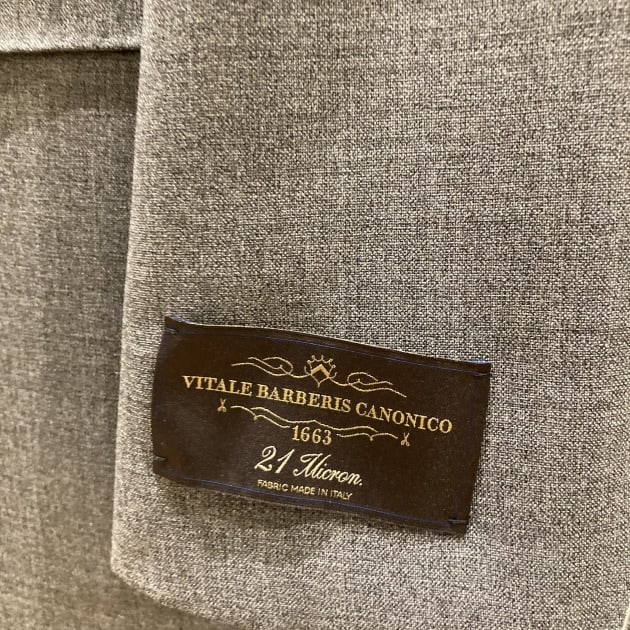 VITALE BARBERIS CANONICO
1663
21 Micron.
FABRIC MADE IN ITALY